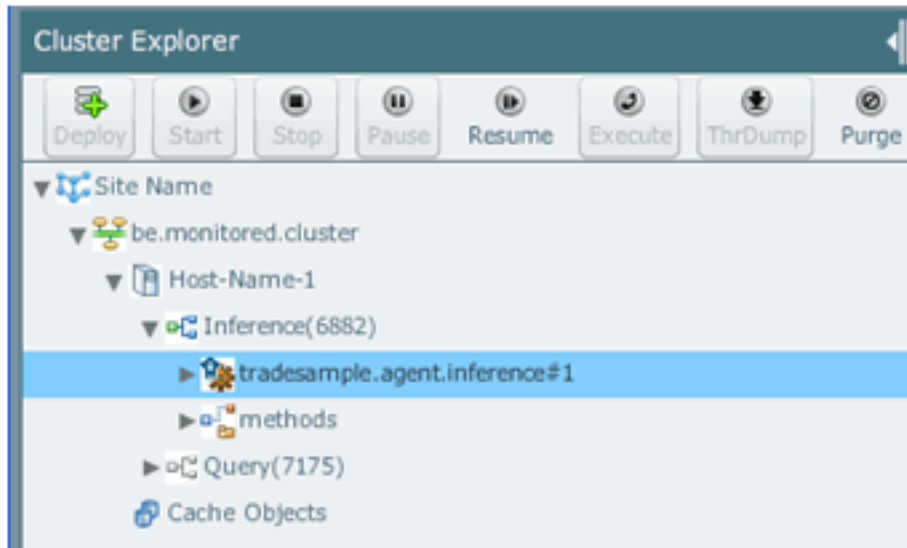 Cluster Explorer
Deploy Start Stop Pause Resume Execute ThrDump Purge
Site Name
be.monitored.cluster
Host-Name-1
Inference(6882)
tradesample.agent.inference#1
methods
Query(7175)
Cache Objects